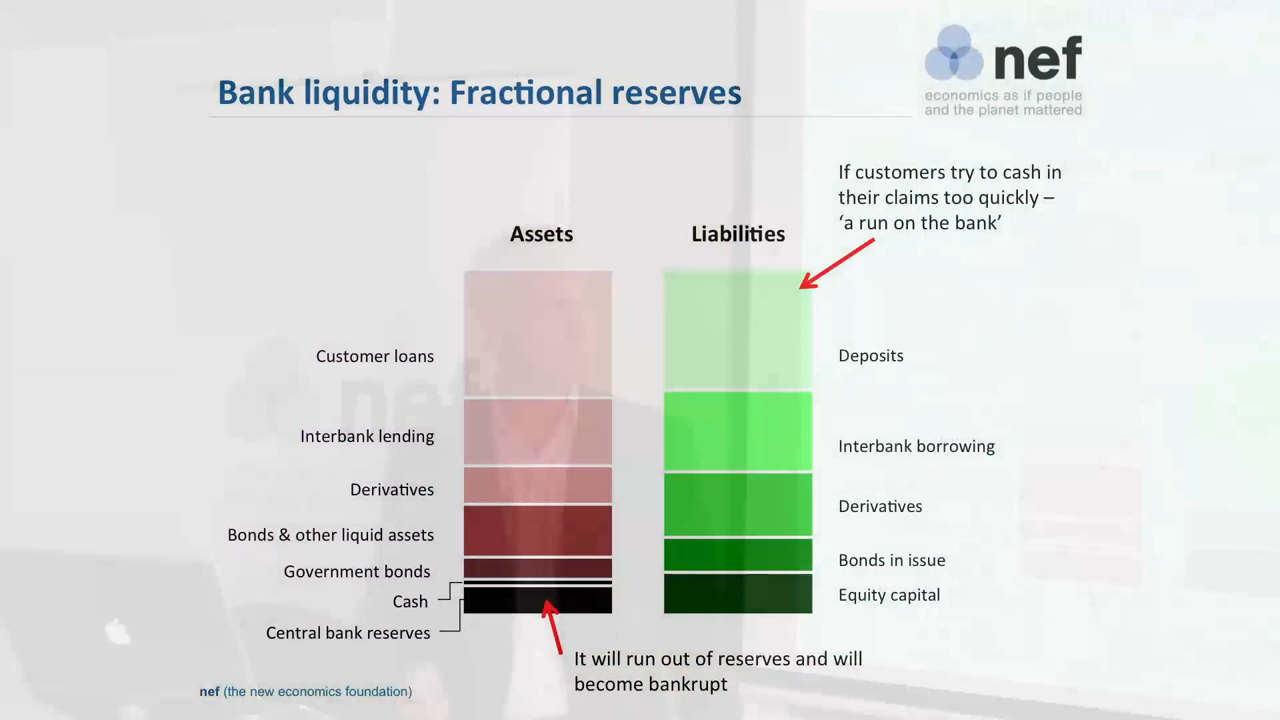 Bank liquidity: Fractional reserves
nef
economics as if people
and the planet mattered
If customers try to cash in
their claims too quickly –
‘a run on the bank’
Assets
Liabilities
Customer loans
Interbank lending
Derivatives
Bonds & other liquid assets
Government bonds
Cash
Central bank reserves
Deposits
Interbank borrowing
Derivatives
Bonds in issue
Equity capital
It will run out of reserves and will
become bankrupt
nef (the new economics foundation)
nef